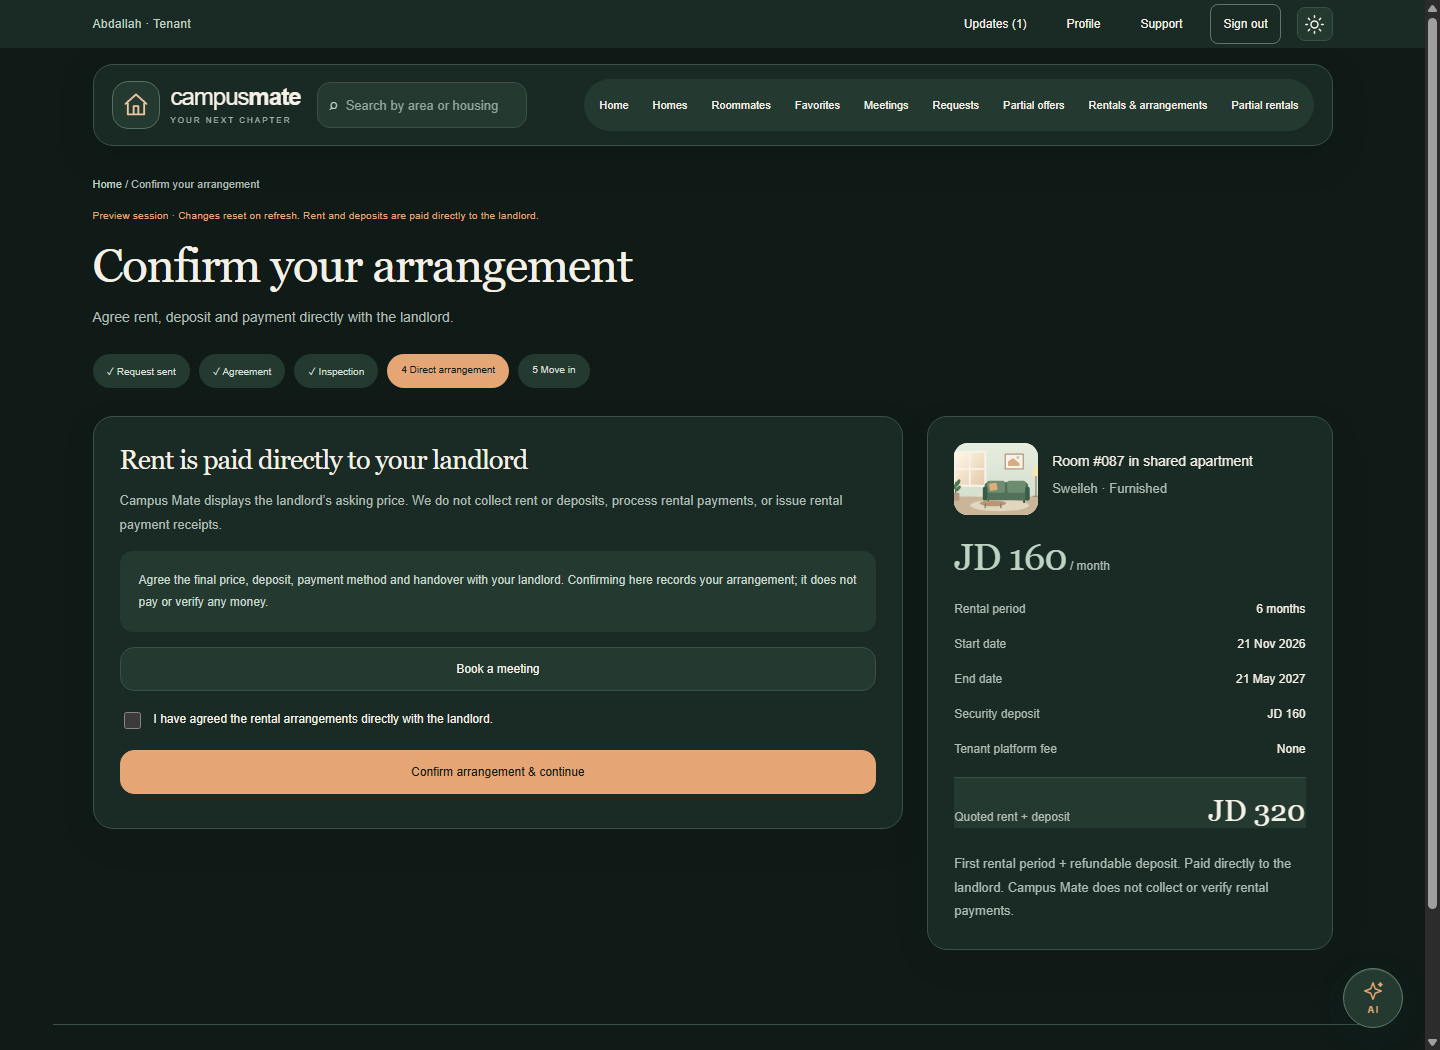 Abdallah · Tenant
Updates (1)
Profile
Support
Sign out
campusmate
YOUR NEXT CHAPTER
Search by area or housing
Home
Homes
Roommates
Favorites
Meetings
Requests
Partial offers
Rentals & arrangements
Partial rentals
Home / Confirm your arrangement
Preview session · Changes reset on refresh. Rent and deposits are paid directly to the landlord.
Confirm your arrangement
Agree rent, deposit and payment directly with the landlord.
✓ Request sent
✓ Agreement
✓ Inspection
4 Direct arrangement
5 Move in
Rent is paid directly to your landlord
Campus Mate displays the landlord's asking price. We do not collect rent or deposits, process rental payments, or issue rental
payment receipts.
Agree the final price, deposit, payment method and handover with your landlord. Confirming here records your arrangement; it does not
pay or verify any money.
Book a meeting
I have agreed the rental arrangements directly with the landlord.
Confirm arrangement & continue
Room #087 in shared apartment
Sweileh · Furnished
JD 160 / month
Rental period 6 months
Start date 21 Nov 2026
End date 21 May 2027
Security deposit JD 160
Tenant platform fee None
Quoted rent + deposit JD 320
First rental period + refundable deposit. Paid directly to the
landlord. Campus Mate does not collect or verify rental
payments.
AI